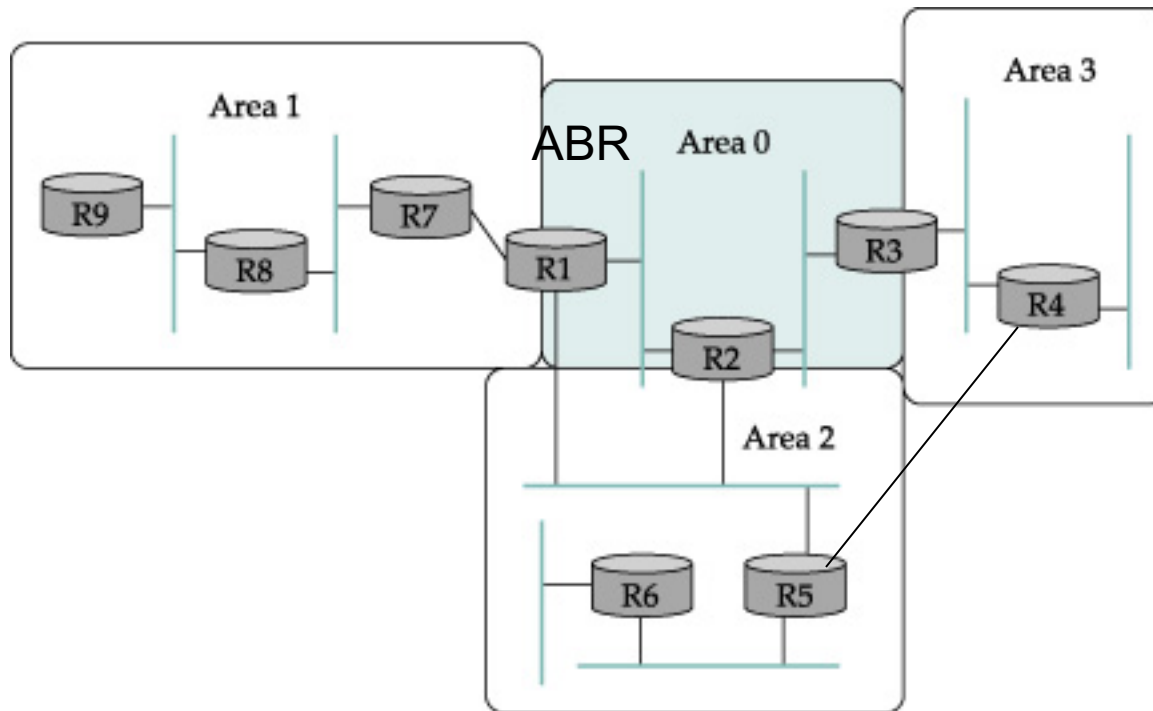 Area 3
Area 1
ABR
Area 0
R9
R7
R8
R1
R3
R4
R2
Area 2
R6
R5